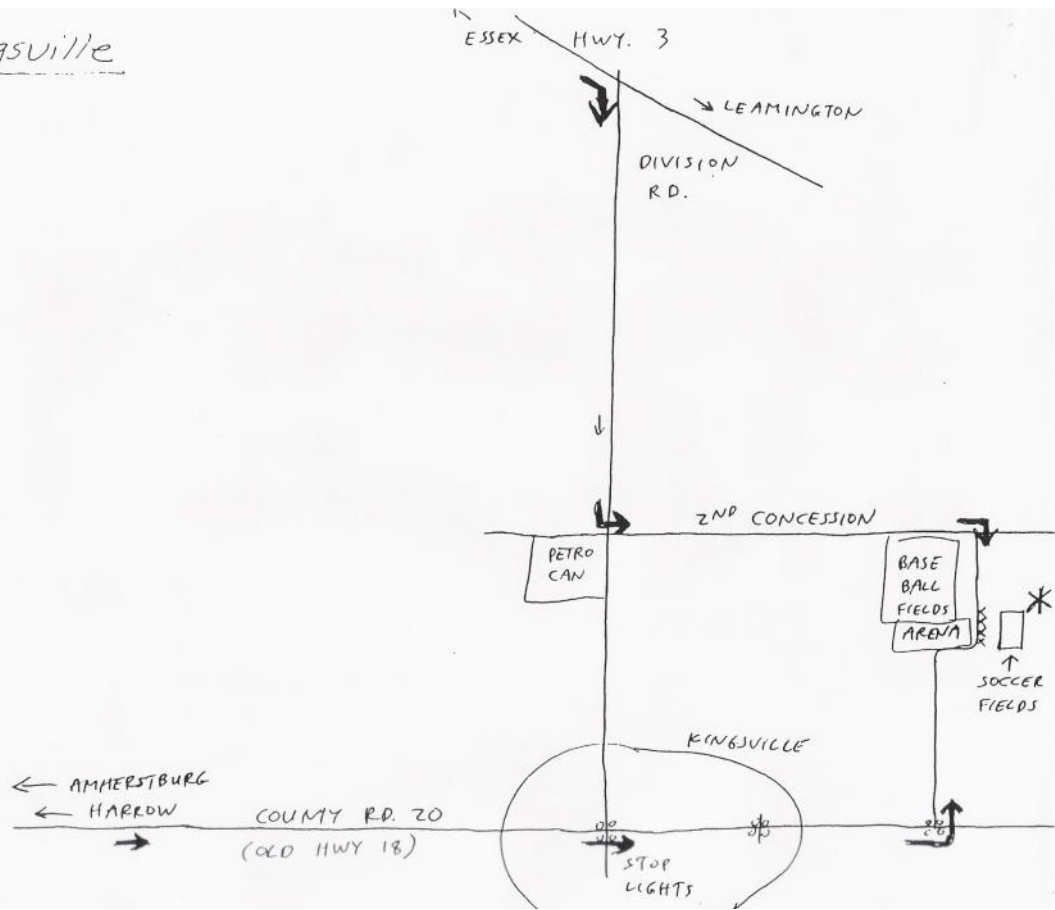 gsville
ESSEX HWY. 3
LEAMINGTON
DIVISION
RD.
2ND CONCESSION
PETRO
CAN
BASE
BALL
FIELDS
ARENA
SOCCER
FIELDS
KINGSVILLE
AMHERSTBURG
HARROW
COUNTY RD. 20
(OLD HWY 18)
STOP
LIGHTS